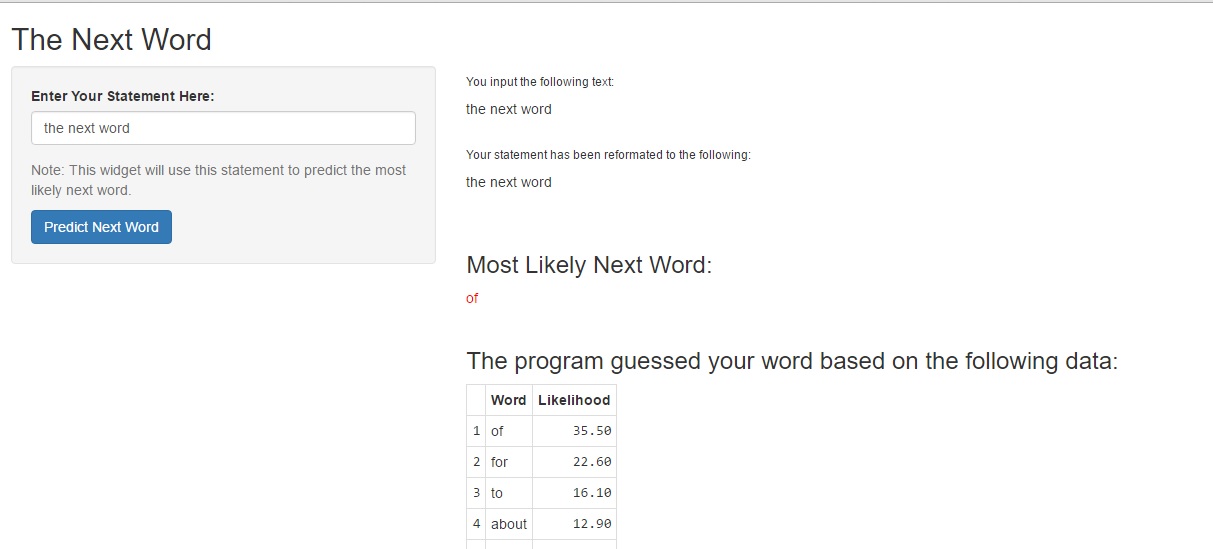 The Next Word
Enter Your Statement Here:
the next word
Note: This widget will use this statement to predict the most
likely next word.
Predict Next Word
You input the following text:
the next word
Your statement has been reformated to the following:
the next word
Most Likely Next Word:
of
The program guessed your word based on the following data:
Word Likelihood
1 of 35.50
2 for 22.60
3 to 16.10
4 about 12.90